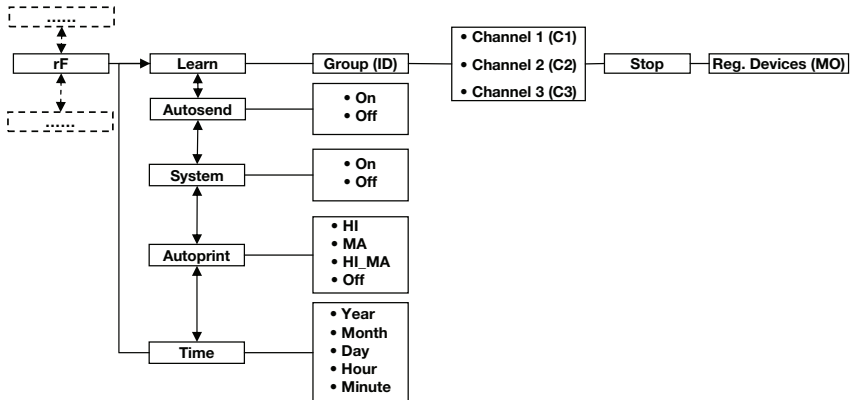 ......
rF
......
Learn
Group (ID)
• Channel 1 (C1)
• Channel 2 (C2)
• Channel 3 (C3)
Stop
Reg. Devices (MO)
Autosend
• On
• Off
System
• On
• Off
Autoprint
• HI
• MA
• HI_MA
• Off
Time
• Year
• Month
• Day
• Hour
• Minute